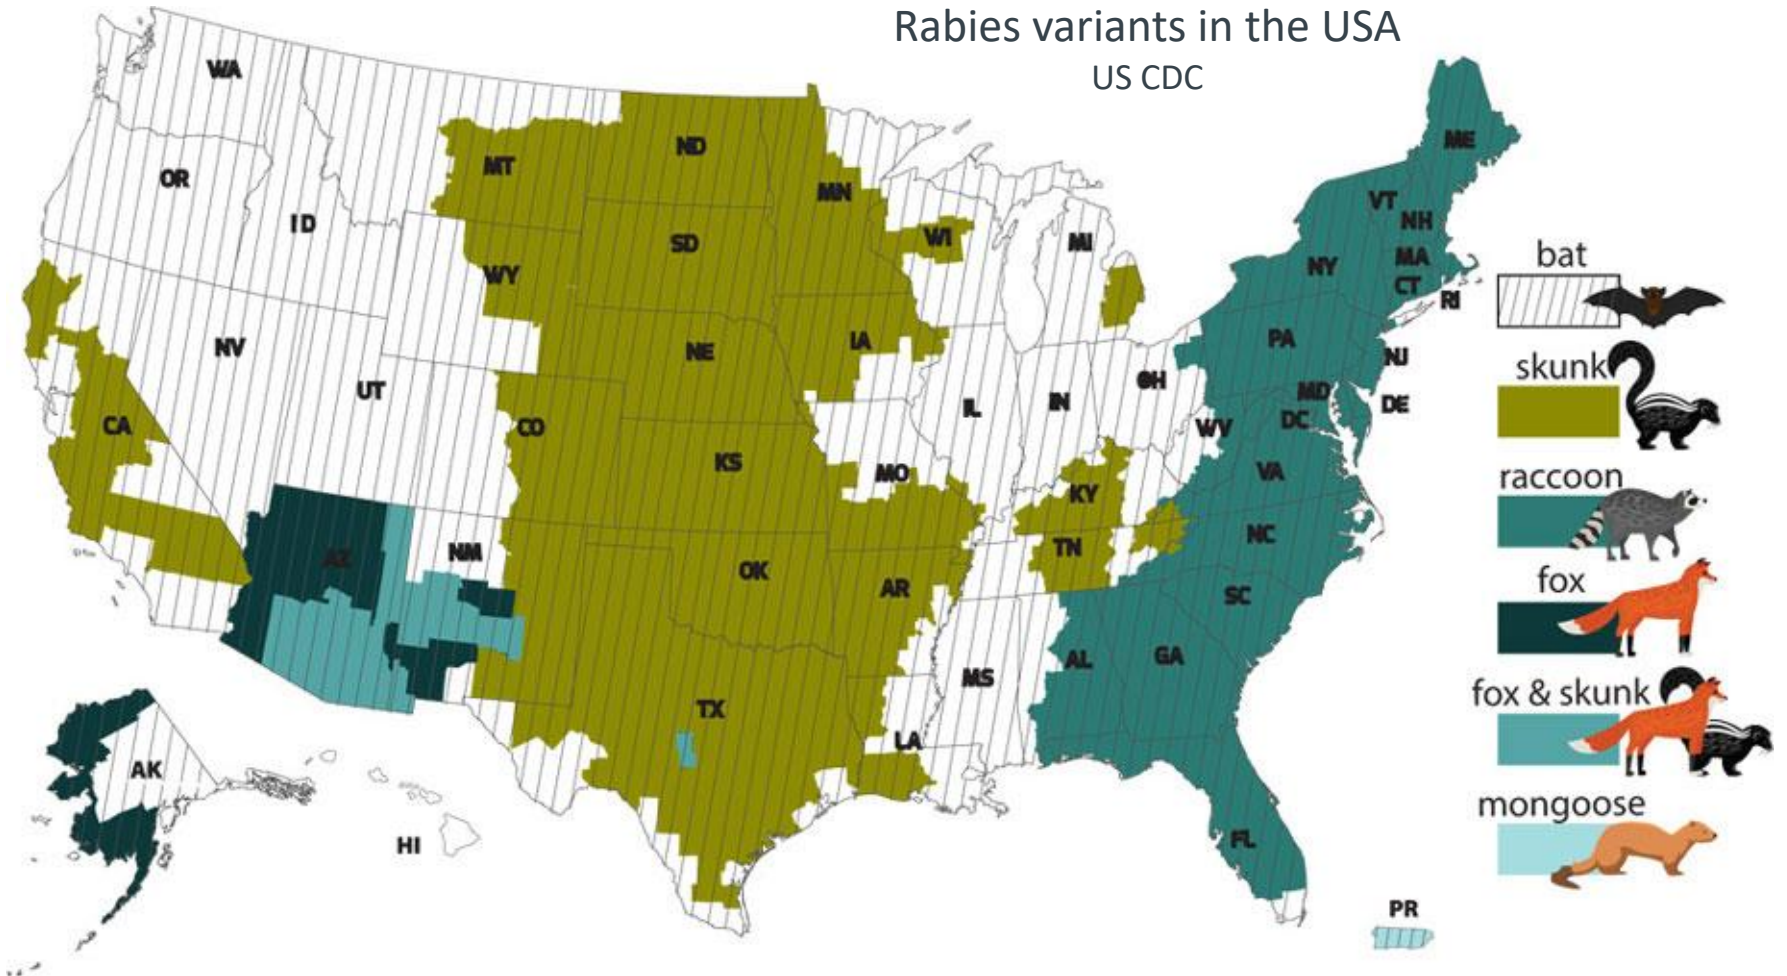 Rabies variants in the USA
US CDC
WA
OR
ID
MT
ND
MN
WI
MI
ME
VT
NH
NY
MA
CT
RI
SD
WY
NV
UT
CA
NE
IA
IL
IN
OH
PA
NJ
MD
DE
DC
WV
VA
CO
KS
MO
KY
TN
NC
AZ
NM
OK
AR
SC
TX
LA
MS
AL
GA
FL
AK
HI
PR
bat
skunk
raccoon
fox
fox & skunk
mongoose